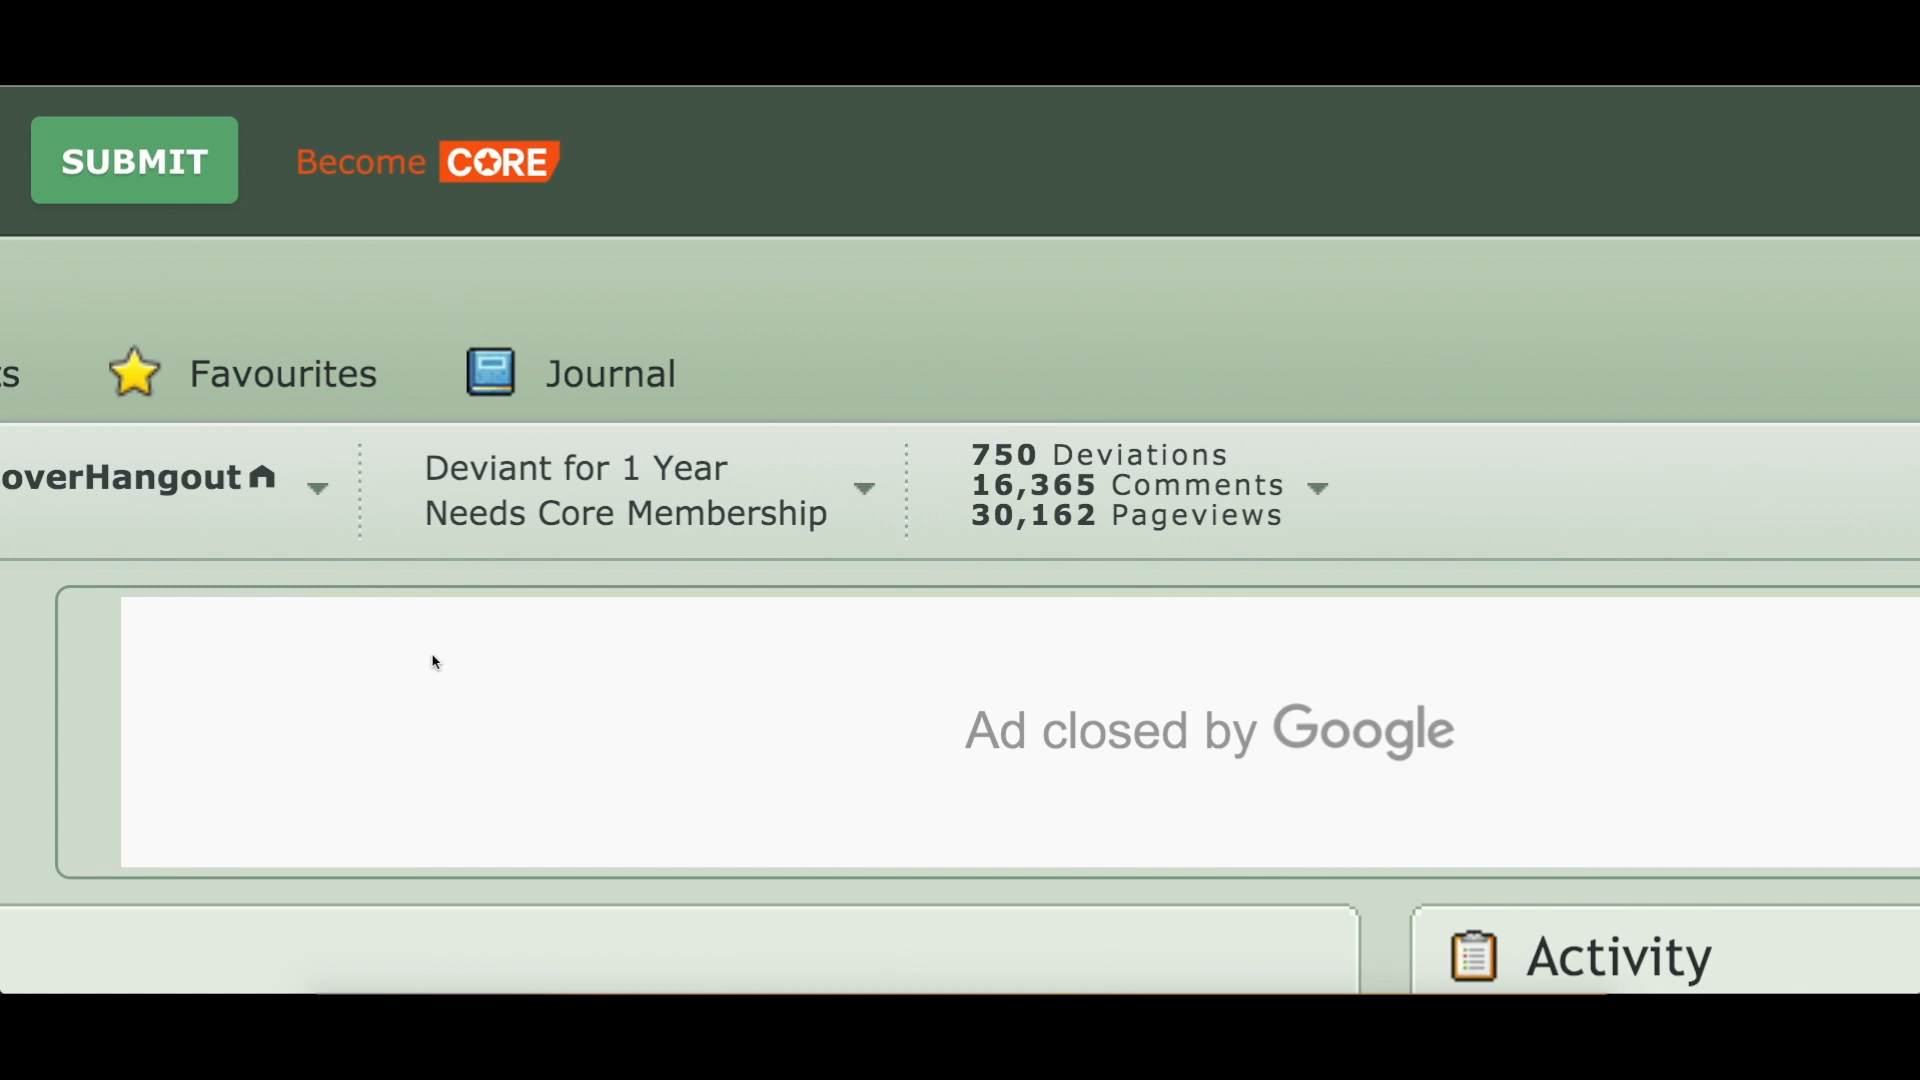 SUBMIT
Become CORE
Favourites
Journal
overHangout
Deviant for 1 Year
Needs Core Membership
750 Deviations
16,365 Comments
30,162 Pageviews
Ad closed by Google
Activity